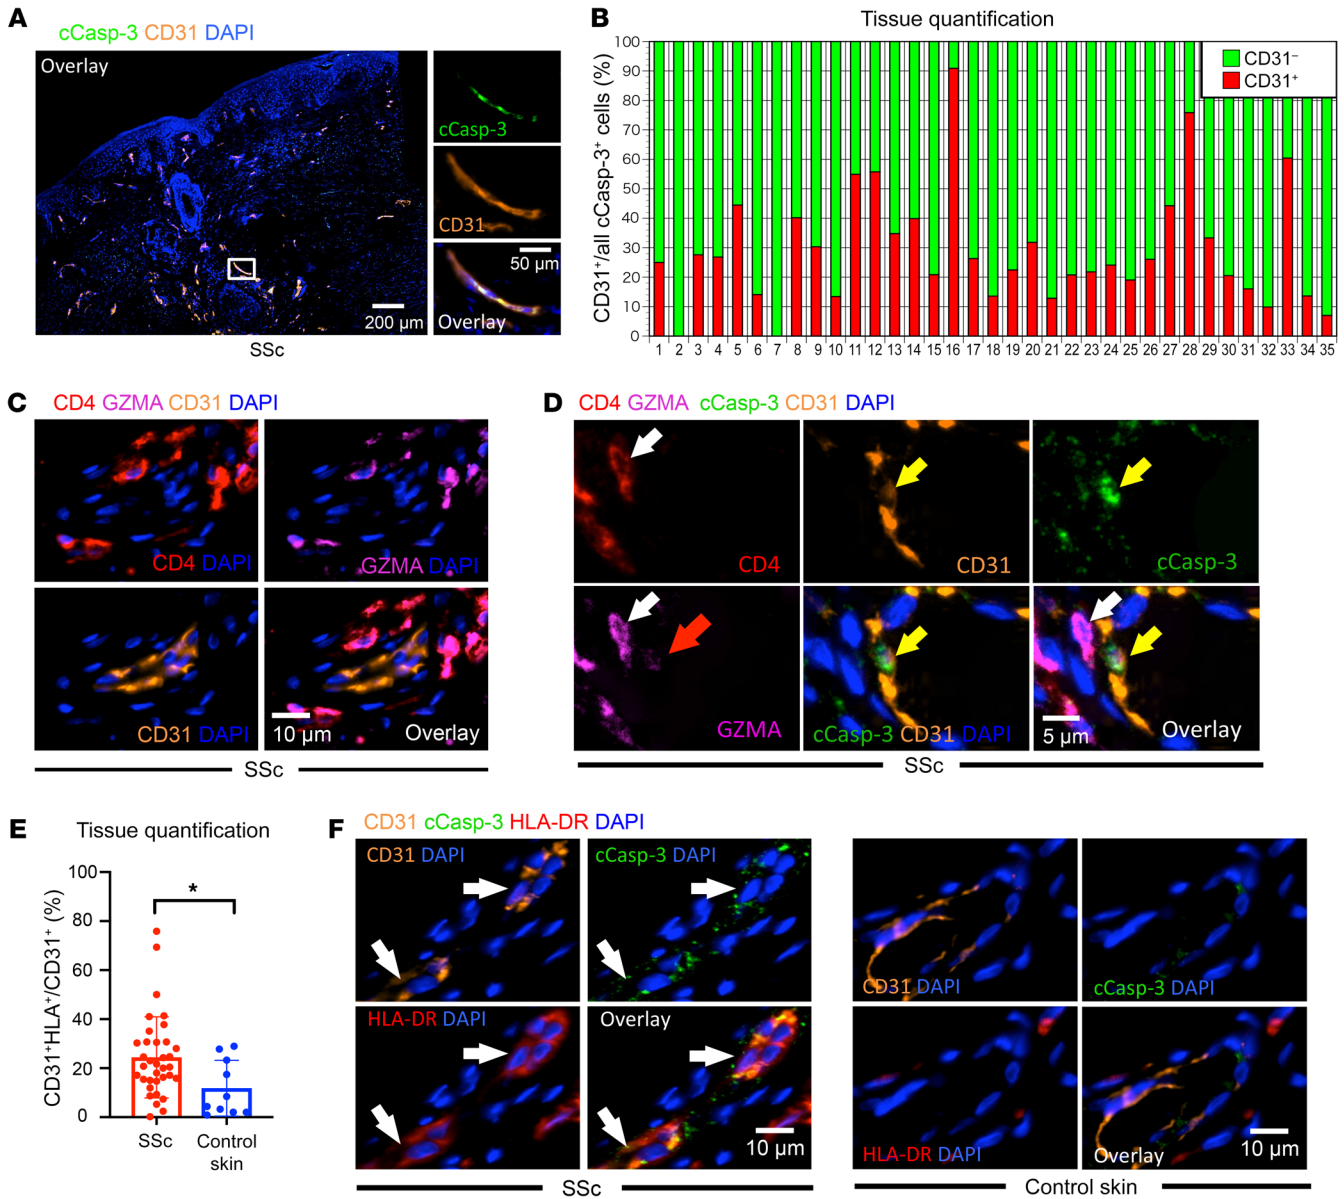 A
cCasp-3 CD31 DAPI
Overlay
200 µm
cCasp-3
CD31
50 µm
Overlay
SSc
B
Tissue quantification
CD31⁺/all cCasp-3⁺ cells (%)
100
90
80
70
60
50
40
30
20
10
0
CD31⁻
CD31⁺
1 2 3 4 5 6 7 8 9 10 11 12 13 14 15 16 17 18 19 20 21 22 23 24 25 26 27 28 29 30 31 32 33 34 35
C
CD4 GZMA CD31 DAPI
CD4 DAPI
GZMA DAPI
CD31 DAPI
10 µm
Overlay
SSc
D
CD4 GZMA cCasp-3 CD31 DAPI
CD4
CD31
cCasp-3
GZMA
cCasp-3 CD31 DAPI
5 µm
Overlay
SSc
E
Tissue quantification
CD31⁺HLA⁺/CD31⁺ (%)
100
80
60
40
20
0
*
SSc
Control
skin
F
CD31 cCasp-3 HLA-DR DAPI
CD31 DAPI
cCasp-3 DAPI
HLA-DR DAPI
Overlay
10 µm
SSc
CD31 DAPI
cCasp-3 DAPI
HLA-DR DAPI
Overlay
10 µm
Control skin